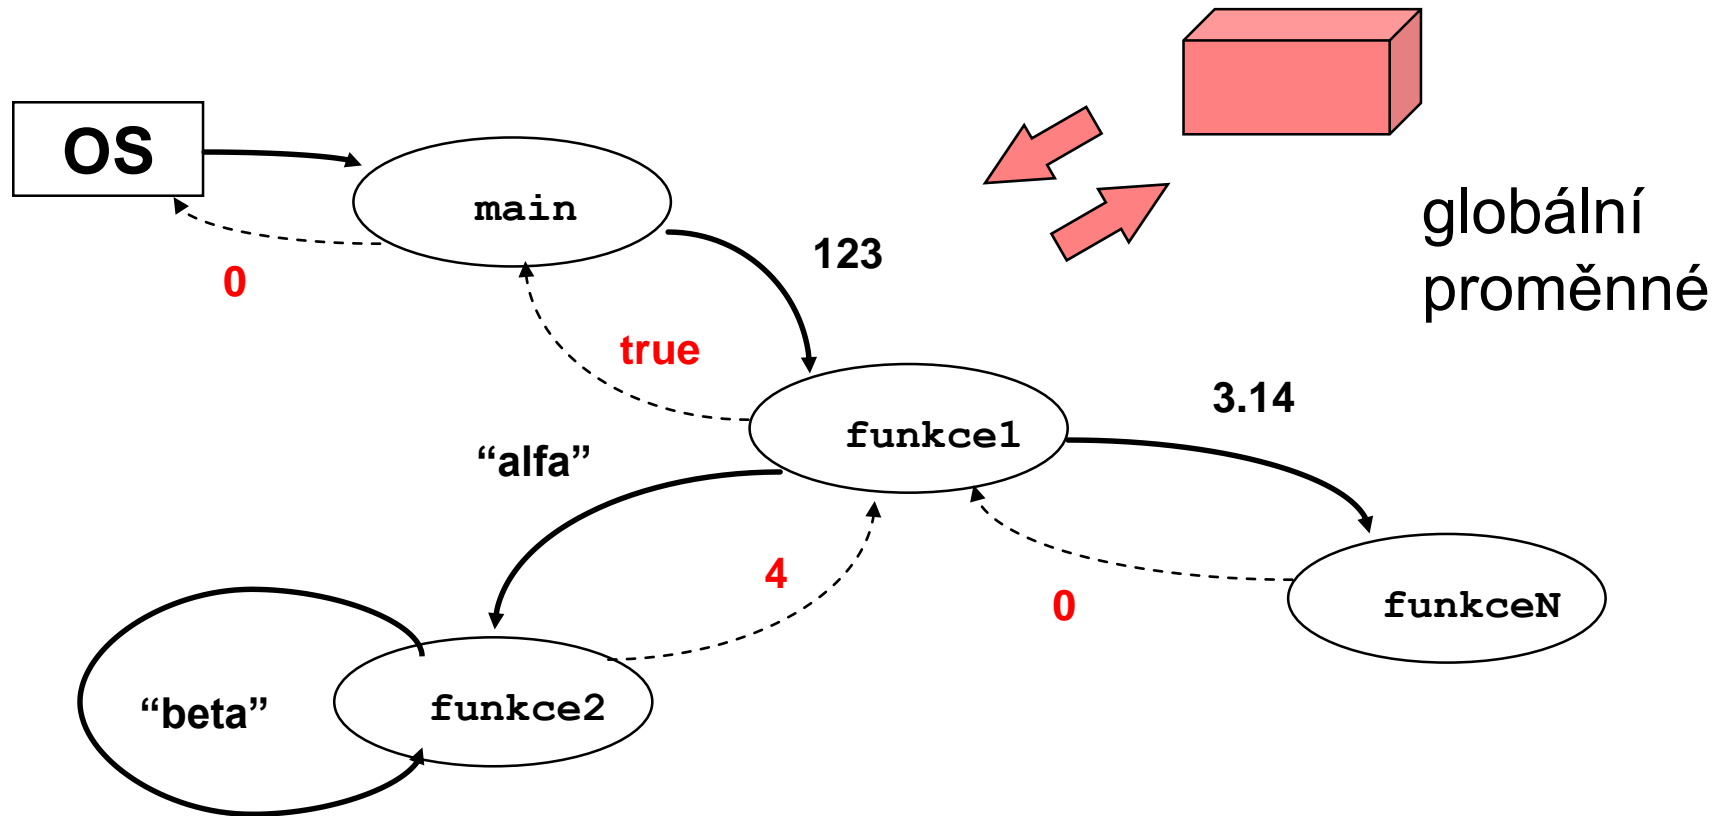 OS
main
globální
proměnné
123
0
true
3.14
funkce1
“alfa”
4
0
funkceN
“beta”
funkce2